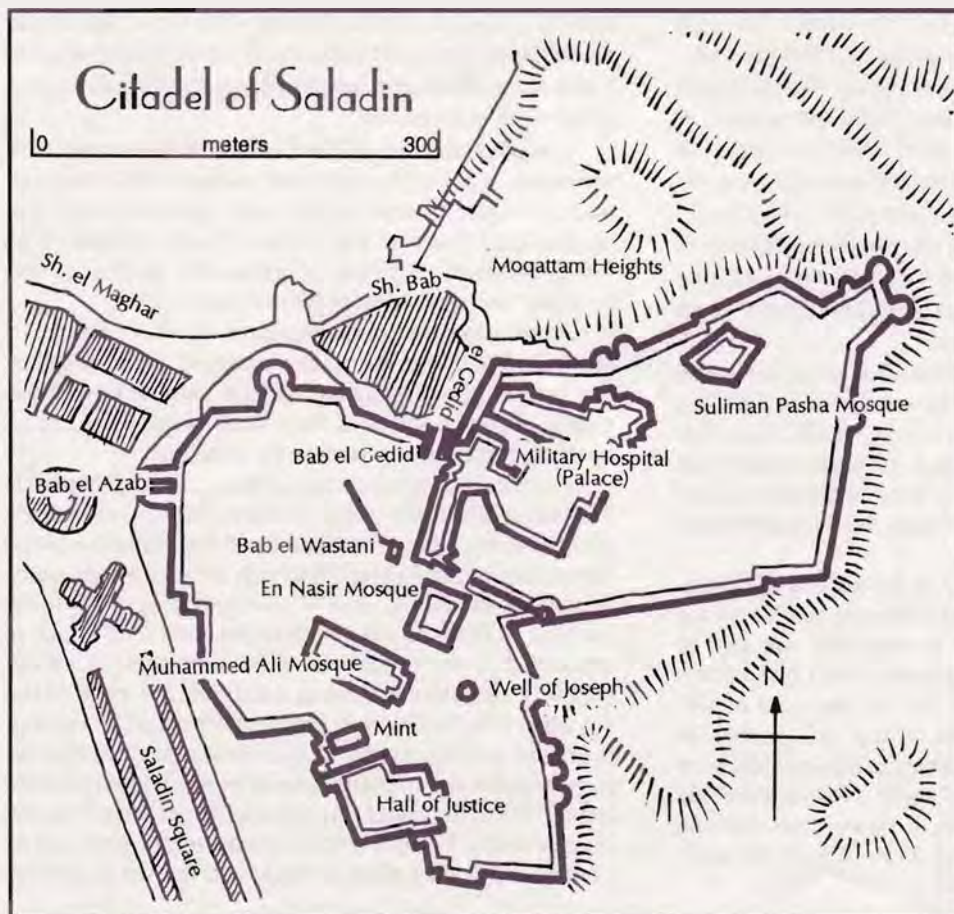 Citadel of Saladin
0 meters 300
Sh. el Maghar
Sh. Bab
el Gedid
Moqattam Heights
Suliman Pasha Mosque
Bab el Gedid
Military Hospital
(Palace)
Bab el Azab
Bab el Wastani
En Nasir Mosque
Muhammed Ali Mosque
Well of Joseph
N
Mint
Hall of Justice
Saladin Square